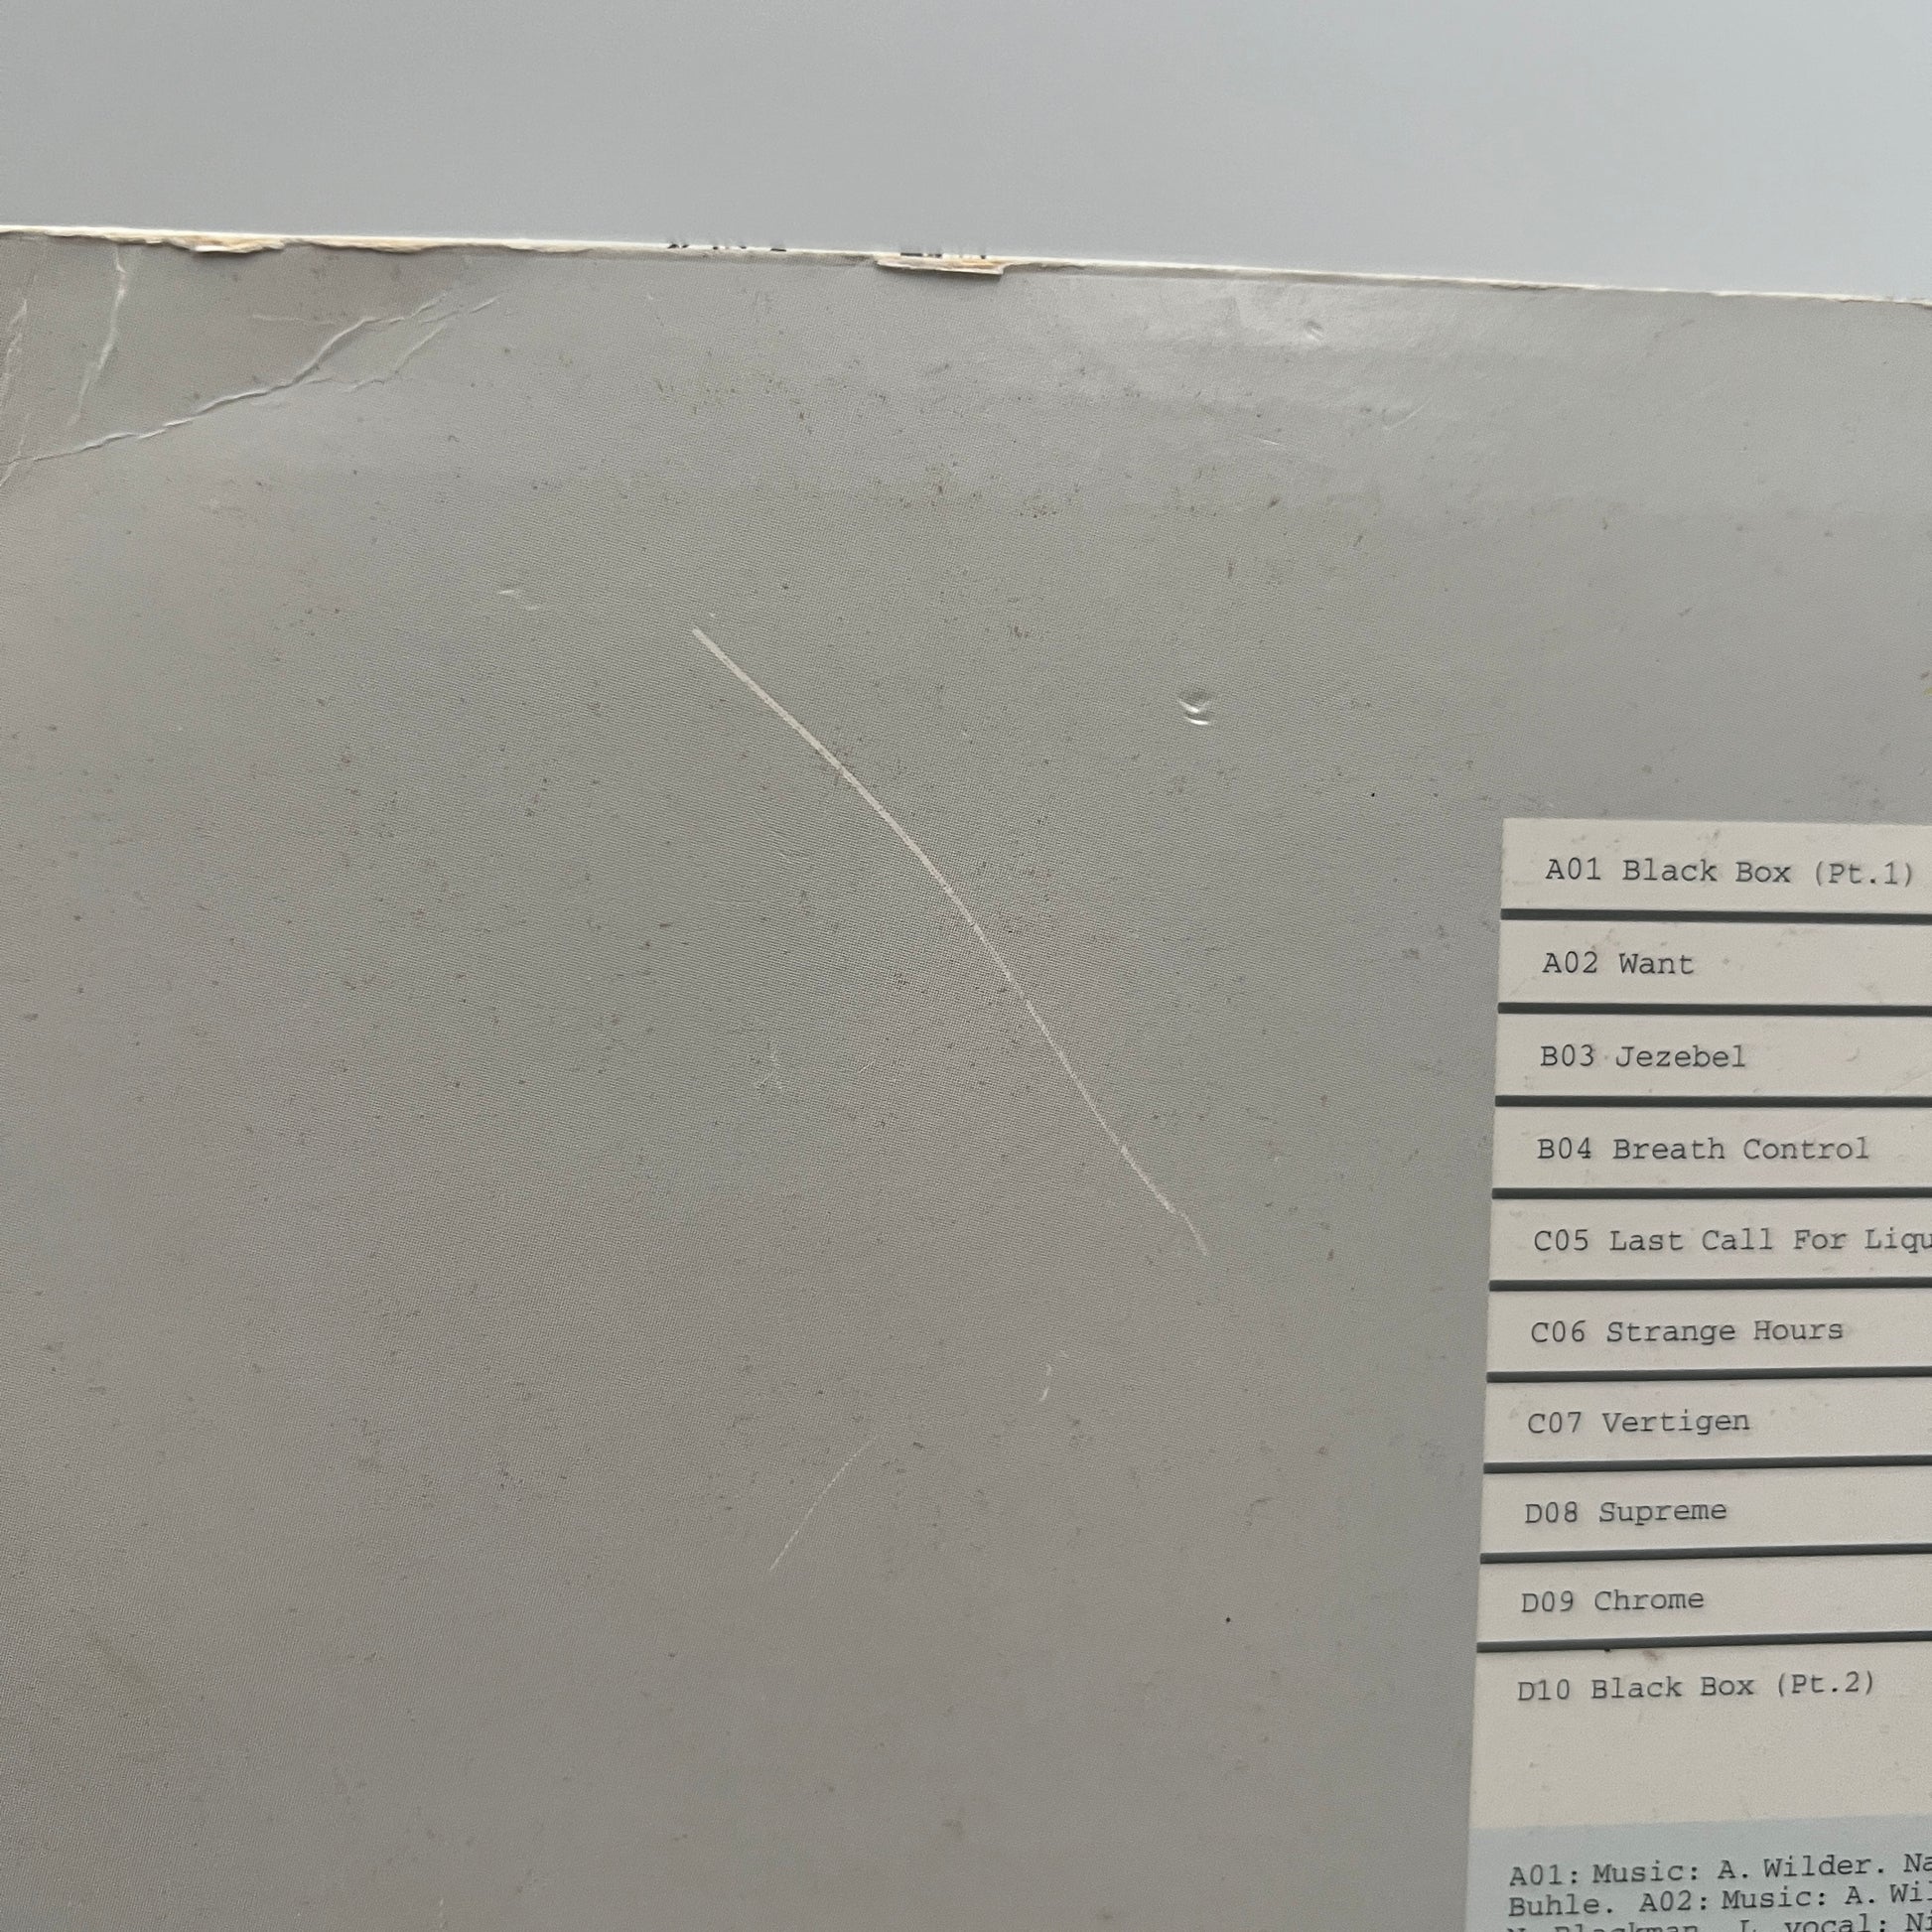 A01 Black Box (Pt.1)
A02 Want
B03 Jezebel
B04 Breath Control
C05 Last Call For
C06 Strange Hours
C07 Vertigen
D08 Supreme
D09 Chrome
D10 Black Box (Pt.2)
A01: Music: A. Wilder.
Buhle. A02: Music: A.
vocal: